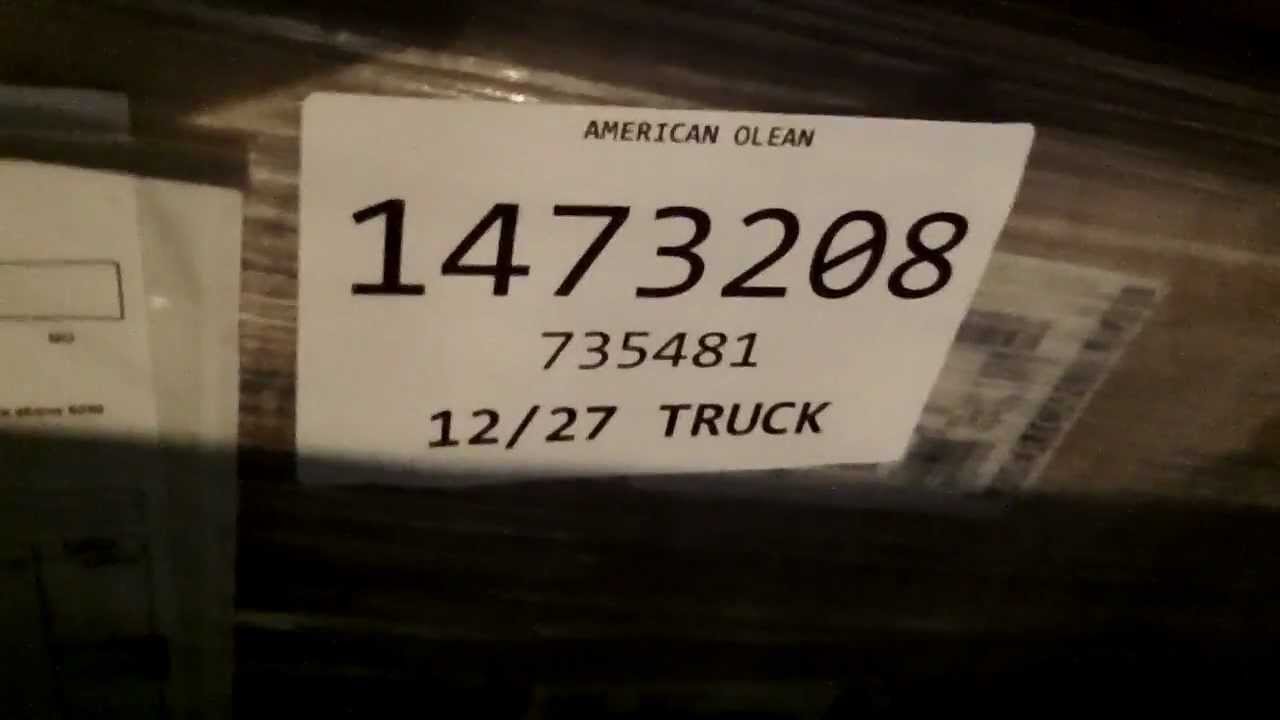 AMERICAN OLEAN
1473208
735481
12/27 TRUCK